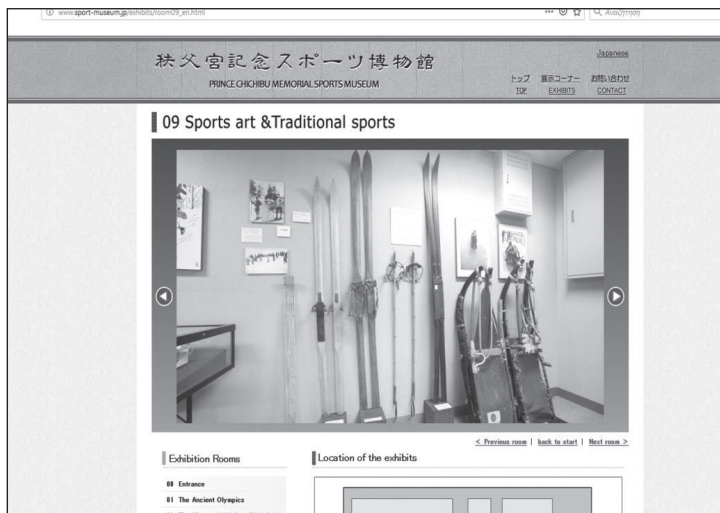 www.sport-museum.jp/exhibits/room09_en.html
Αναζήτηση
秩父宮記念スポーツ博物館
PRINCE CHICHIBU MEMORIAL SPORTS MUSEUM
Japanese
トップ 展示コーナー お問い合わせ
TOP EXHIBITS CONTACT
09 Sports art &Traditional sports
< Previous room | back to start | Next room >
Exhibition Rooms
Location of the exhibits
00 Entrance
01 The Ancient Olympics